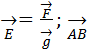 →E = →F/→g ; →AB